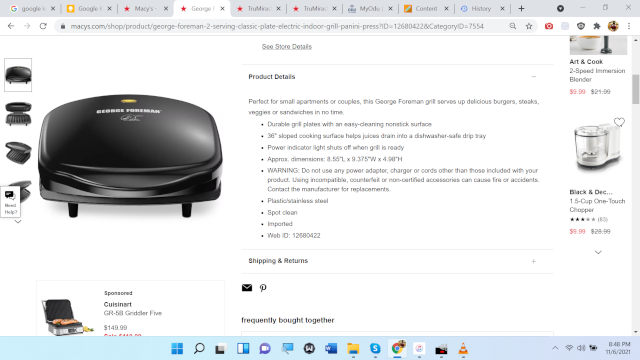 google i
Google I
Macy's -
George F
TruMira
TruMira
MyOdu |
Content
History
macys.com/shop/product/george-foreman-2-serving-classic-plate-electric-indoor-grill-panini-press?ID=12680422&CategoryID=7554
See Store Details
Product Details
Perfect for small apartments or couples, this George Foreman grill serves up delicious burgers, steaks,
veggies or sandwiches in no time.
• Durable grill plates with an easy-cleaning nonstick surface
• 36" sloped cooking surface helps juices drain into a dishwasher-safe drip tray
• Power indicator light shuts off when grill is ready
• Approx. dimensions: 8.55"L x 9.375"W x 4.98"H
• WARNING: Do not use any power adapter, charger or cords other than those included with your
product. Using incompatible, counterfeit or non-certified accessories can cause fire or accidents.
Contact the manufacturer for replacements.
• Plastic/stainless steel
• Spot clean
• Imported
• Web ID: 12680422
Shipping & Returns
frequently bought together
GEORGE FOREMAN
Need
Help?
Sponsored
Cuisinart
GR-5B Griddler Five
$149.99
Art & Cook
2-Speed Immersion
Blender
$9.99 $21.99
Black & Dec...
1.5-Cup One-Touch
Chopper
(83)
$9.99 $28.99
8:48 PM
11/6/2021